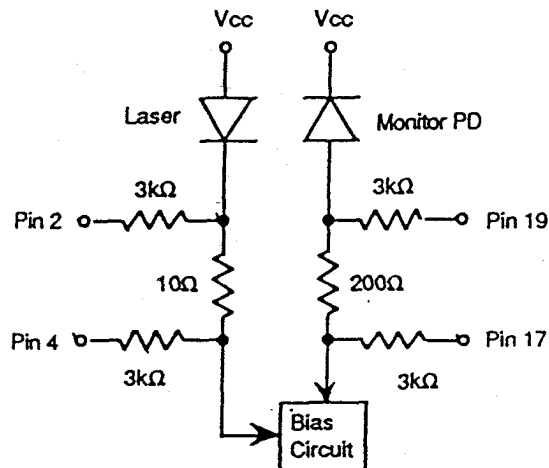 Vcc
Vcc
Laser
Monitor PD
3kΩ
3kΩ
Pin 2
Pin 19
10Ω
200Ω
Pin 4
Pin 17
3kΩ
3kΩ
Bias
Circuit